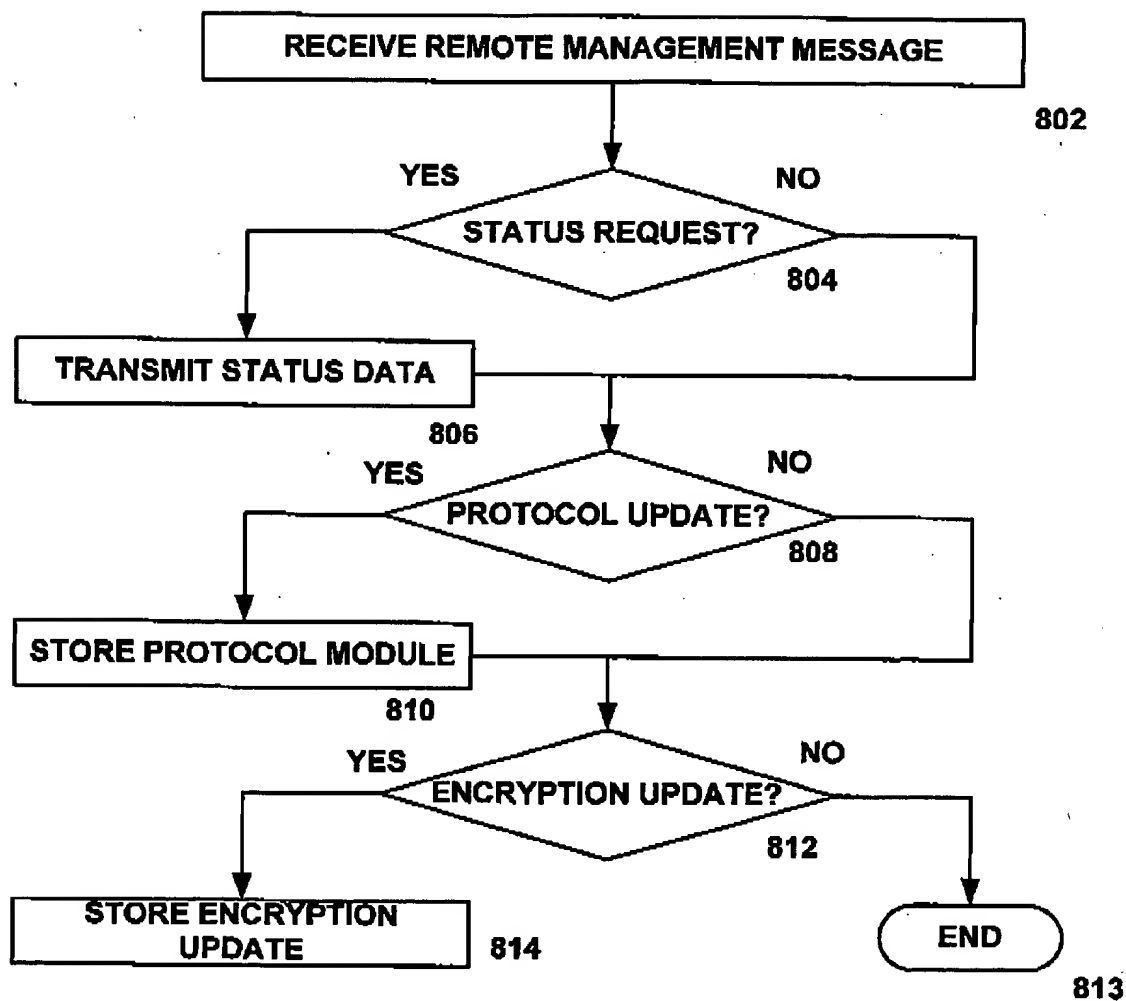 RECEIVE REMOTE MANAGEMENT MESSAGE
802
YES
NO
STATUS REQUEST?
804
TRANSMIT STATUS DATA
806
YES
NO
PROTOCOL UPDATE?
808
STORE PROTOCOL MODULE
810
YES
NO
ENCRYPTION UPDATE?
812
STORE ENCRYPTION
UPDATE
814
END
813